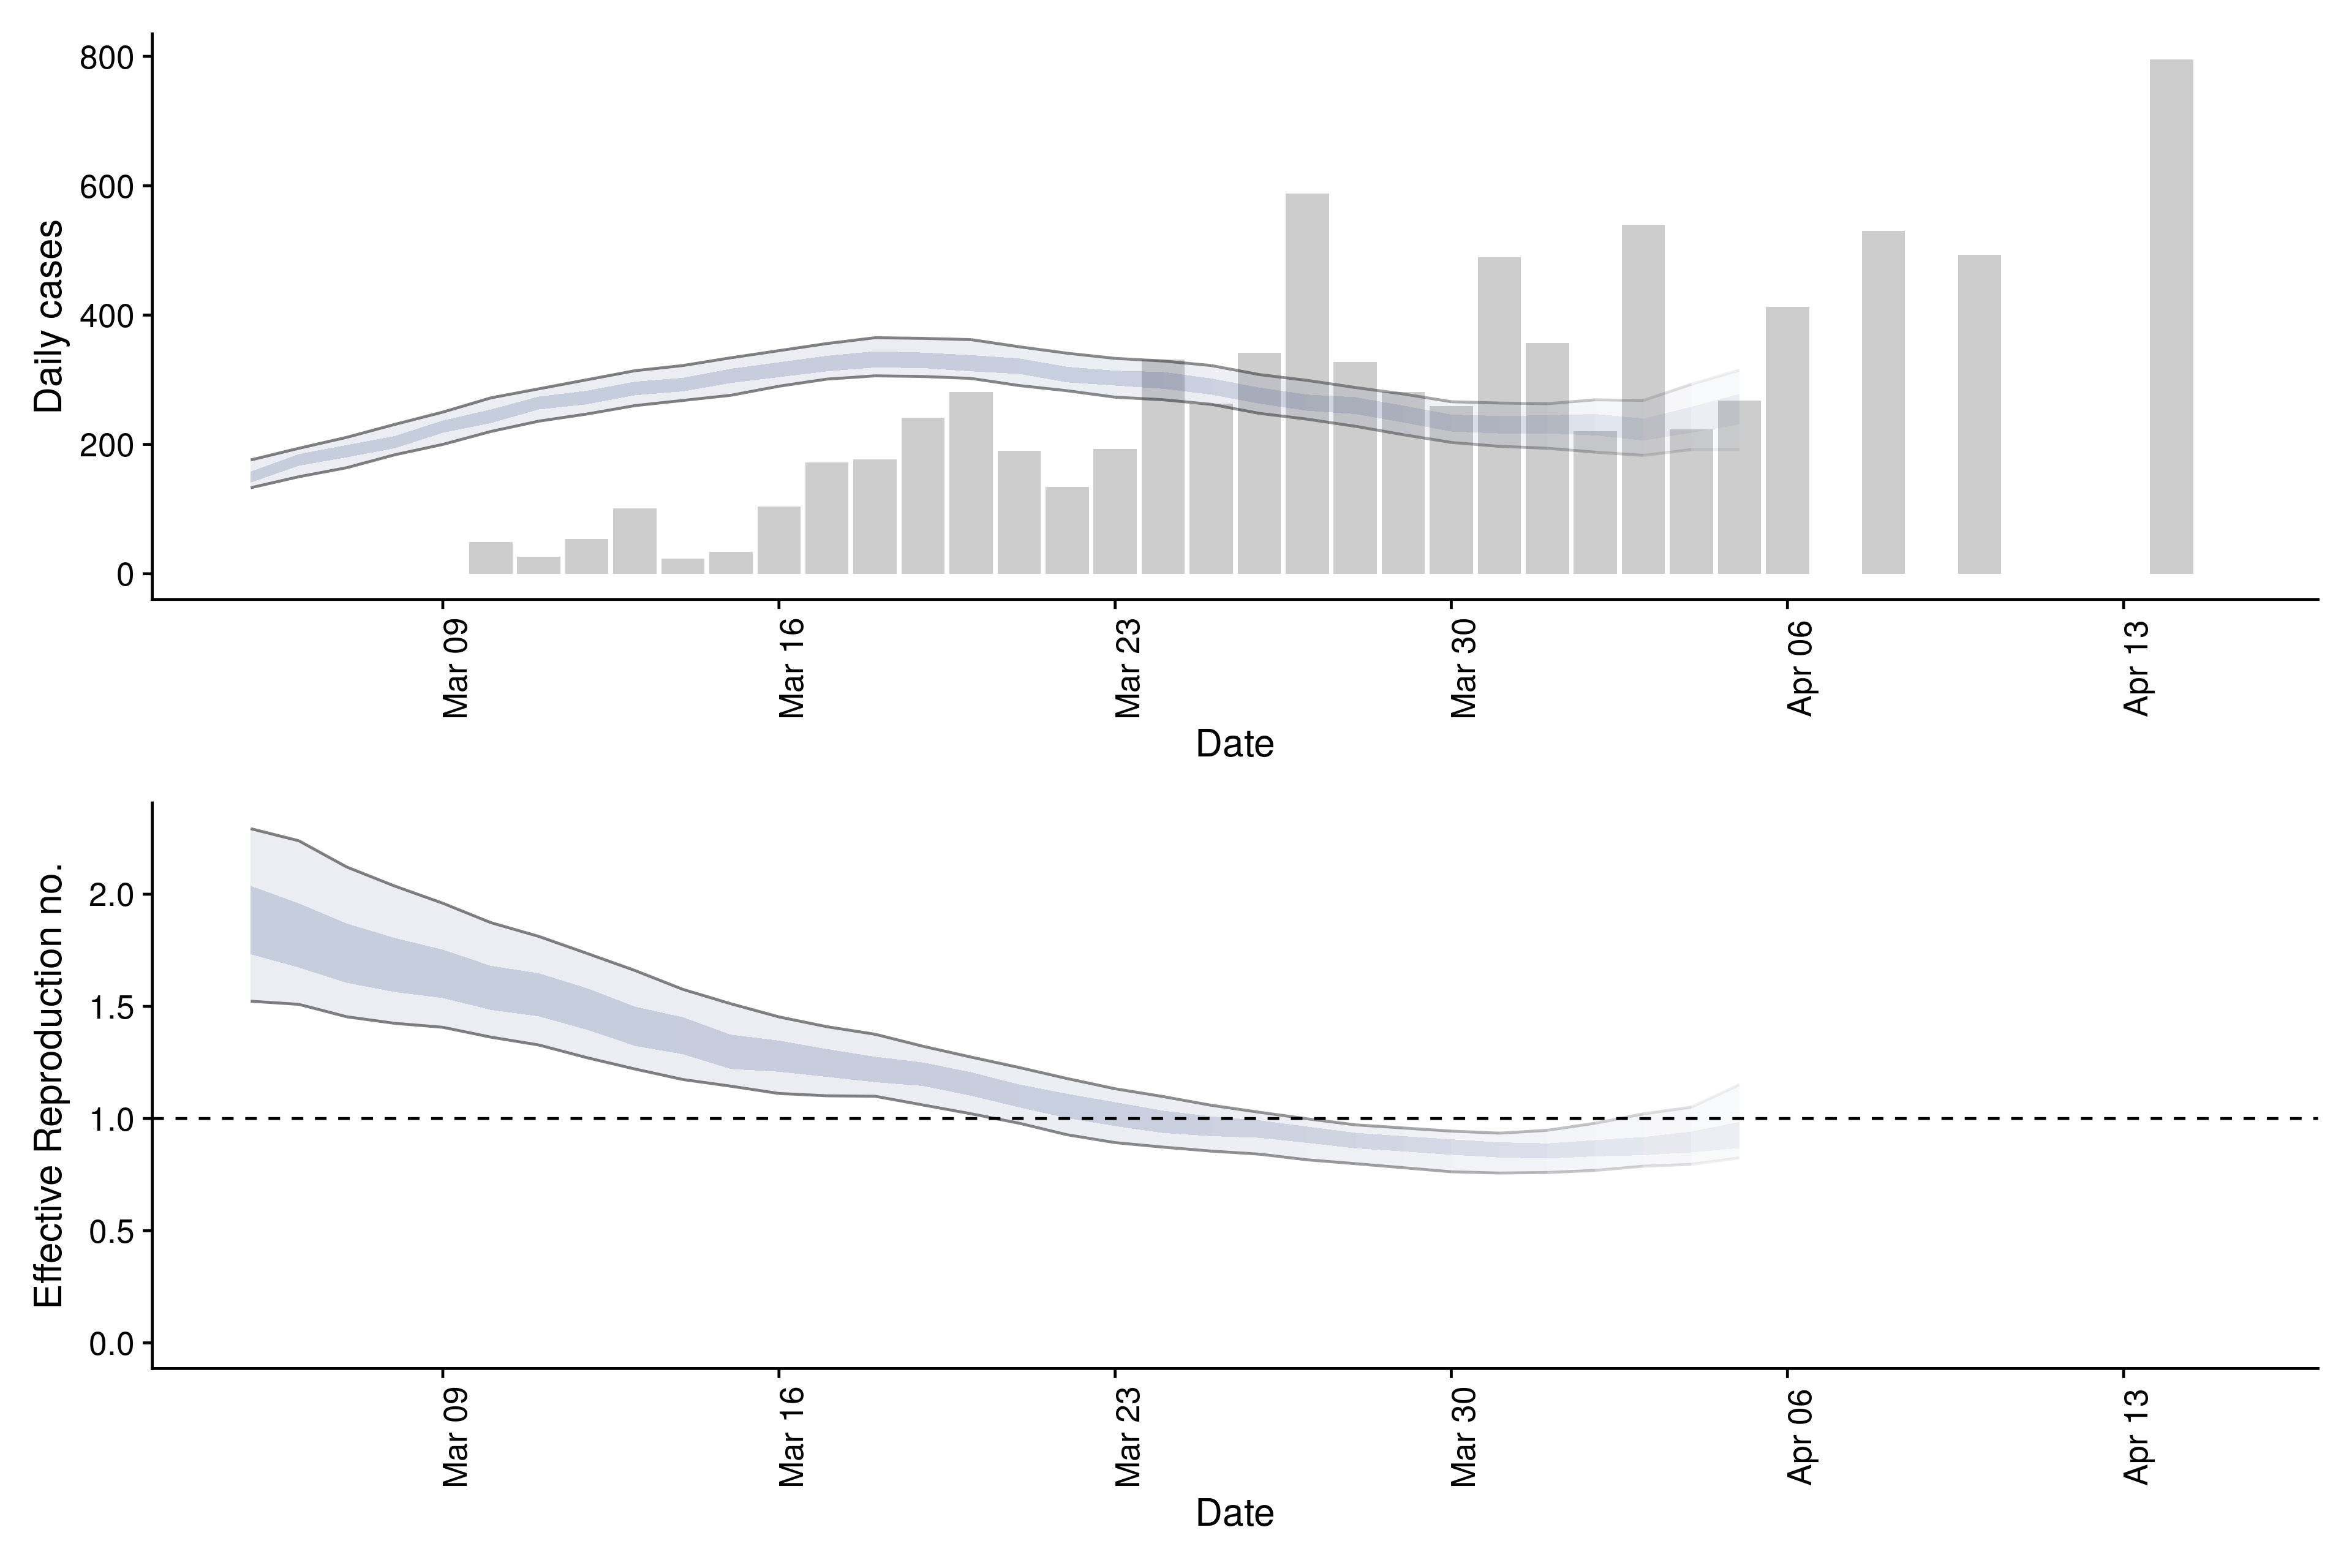 Daily cases
800
600
400
200
0
Mar 09
Mar 16
Mar 23
Mar 30
Apr 06
Apr 13
Date
Effective Reproduction no.
2.0
1.5
1.0
0.5
0.0
Mar 09
Mar 16
Mar 23
Mar 30
Apr 06
Apr 13
Date